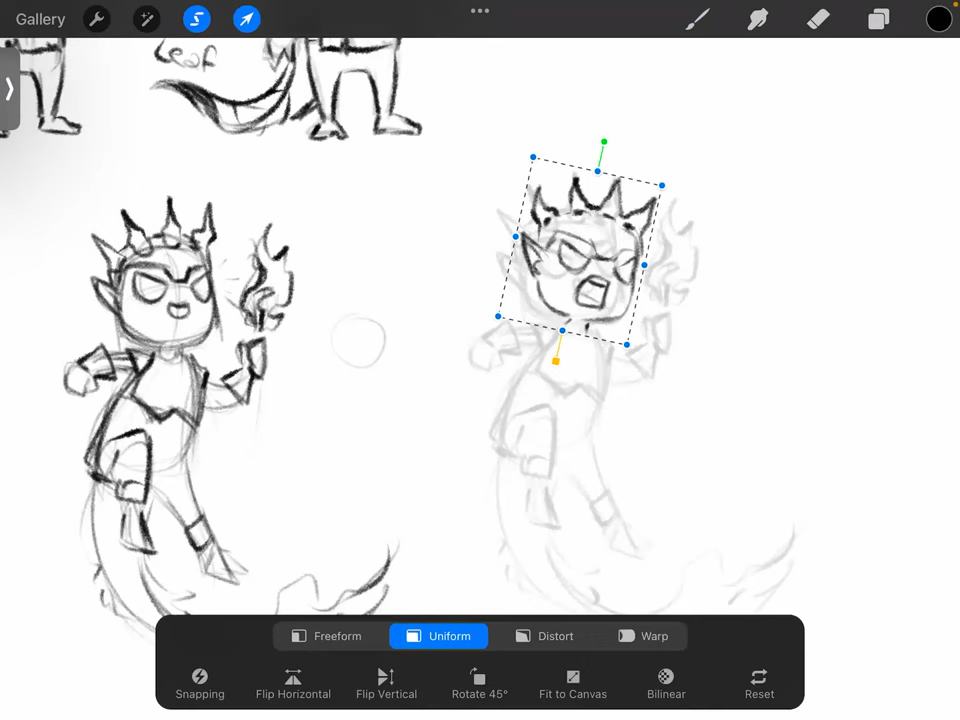 Gallery
Leaf
Freeform Uniform Distort Warp
Snapping Flip Horizontal Flip Vertical Rotate 45° Fit to Canvas Bilinear Reset